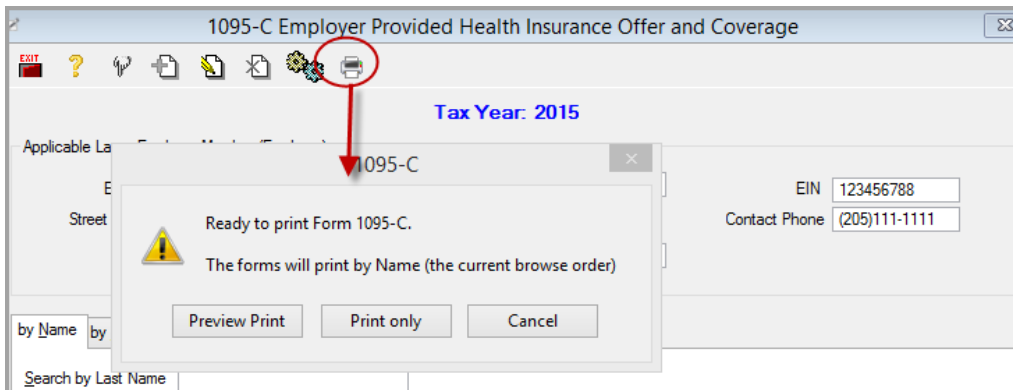 1095-C Employer Provided Health Insurance Offer and Coverage
EXIT
Tax Year: 2015
Applicable La
1095-C
EIN 123456788
Street
Contact Phone (205)111-1111
Ready to print Form 1095-C.
The forms will print by Name (the current browse order)
Preview Print Print only Cancel
by Name by
Search by Last Name